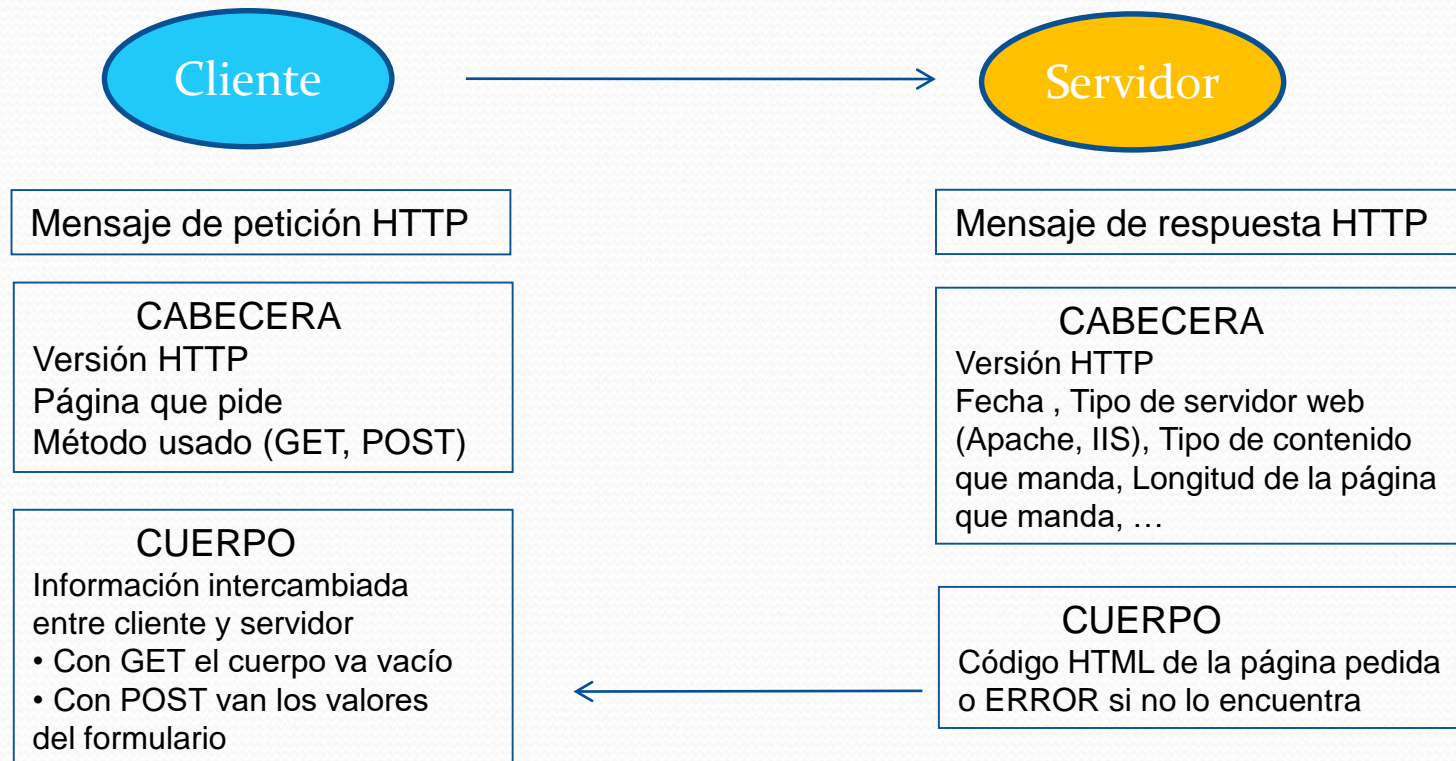 Cliente
Servidor
Mensaje de petición HTTP
CABECERA
Versión HTTP
Página que pide
Método usado (GET, POST)
CUERPO
Información intercambiada
entre cliente y servidor
• Con GET el cuerpo va vacío
• Con POST van los valores
del formulario
Mensaje de respuesta HTTP
CABECERA
Versión HTTP
Fecha , Tipo de servidor web
(Apache, IIS), Tipo de contenido
que manda, Longitud de la página
que manda, …
CUERPO
Código HTML de la página pedida
o ERROR si no lo encuentra